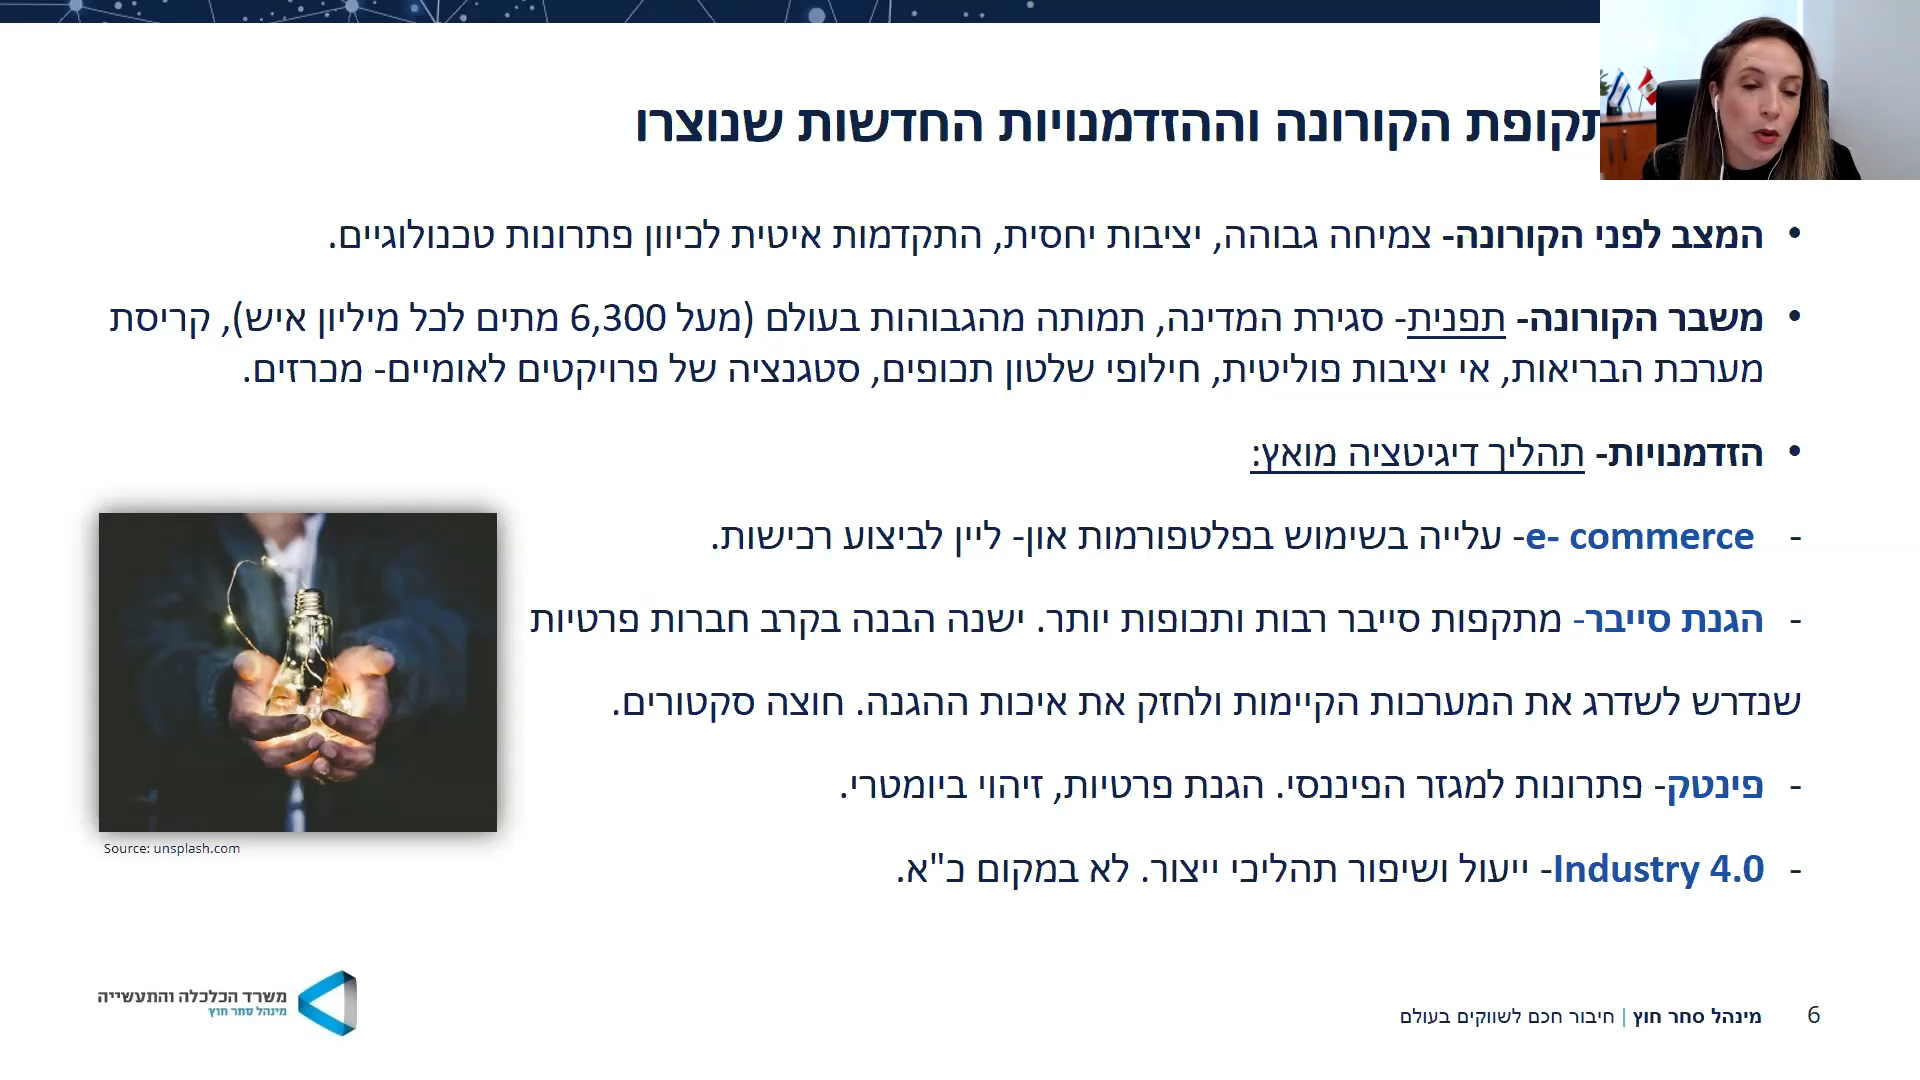 תקופת הקורונה וההזדמנויות החדשות שנוצרו
• המצב לפני הקורונה- צמיחה גבוהה, יציבות יחסית, התקדמות איטית לכיוון פתרונות טכנולוגיים.
• משבר הקורונה- תפנית- סגירת המדינה, תמותה מהגבוהות בעולם (מעל 6,300 מתים לכל מיליון איש), קריסת
מערכת הבריאות, אי יציבות פוליטית, חילופי שלטון תכופים, סטגנציה של פרויקטים לאומיים- מכרזים.
• הזדמנויות- תהליך דיגיטציה מואץ:
- e- commerce- עלייה בשימוש בפלטפורמות און- ליין לביצוע רכישות.
- הגנת סייבר- מתקפות סייבר רבות ותכופות יותר. ישנה הבנה בקרב חברות פרטיות
שנדרש לשדרג את המערכות הקיימות ולחזק את איכות ההגנה. חוצה סקטורים.
- פינטק- פתרונות למגזר הפיננסי. הגנת פרטיות, זיהוי ביומטרי.
- Industry 4.0- ייעול ושיפור תהליכי ייצור. לא במקום כ"א.
Source: unsplash.com
משרד הכלכלה והתעשייה
מינהל סחר חוץ
מינהל סחר חוץ | חיבור חכם לשווקים בעולם
6